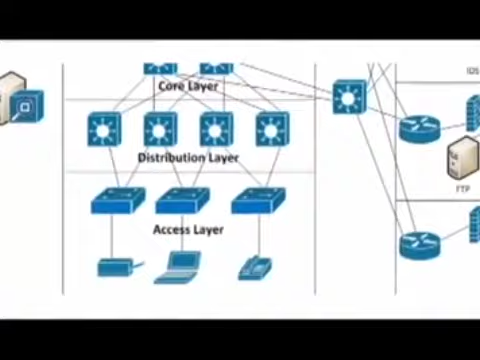 IDS
Core Layer
Distribution Layer
FTP
Access Layer